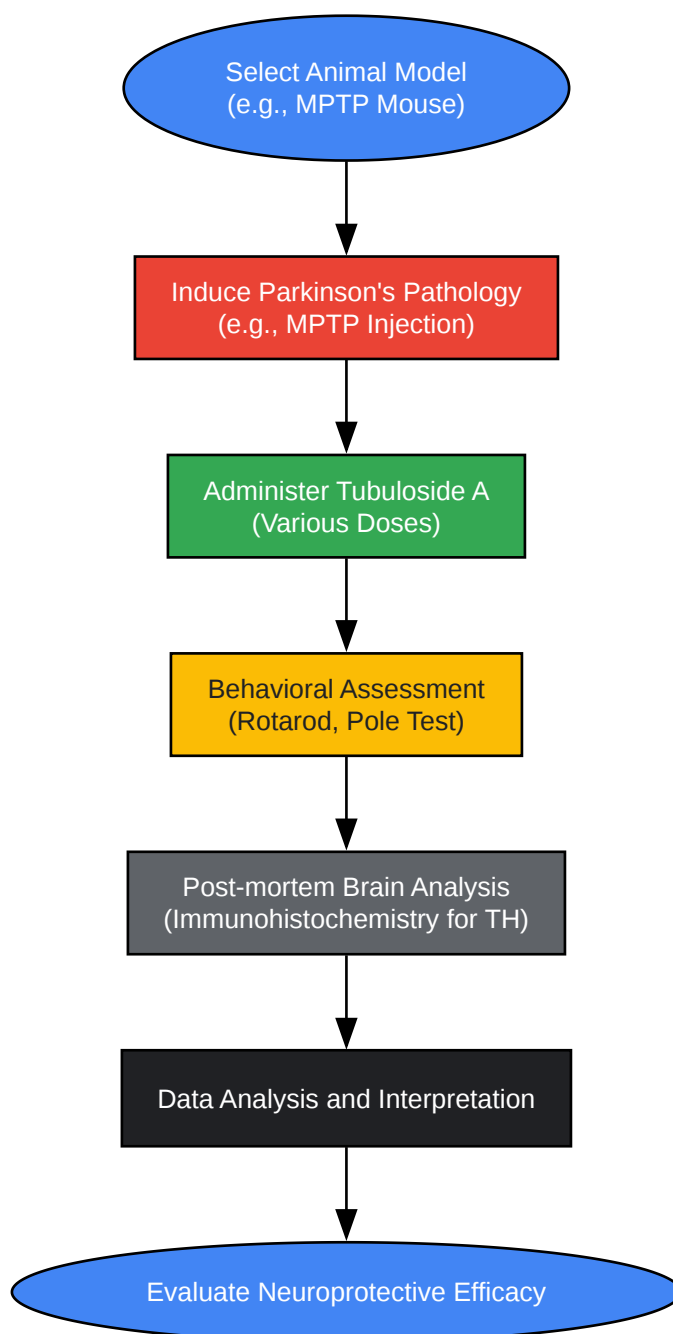 Select Animal Model
(e.g., MPTP Mouse)
Induce Parkinson's Pathology
(e.g., MPTP Injection)
Administer Tubuloside A
(Various Doses)
Behavioral Assessment
(Rotarod, Pole Test)
Post-mortem Brain Analysis
(Immunohistochemistry for TH)
Data Analysis and Interpretation
Evaluate Neuroprotective Efficacy